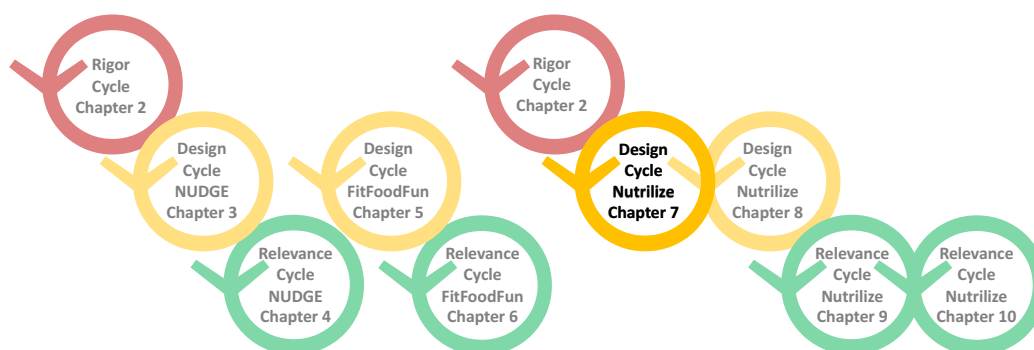 Rigor
Cycle
Chapter 2
Design
Cycle
NUDGE
Chapter 3
Relevance
Cycle
NUDGE
Chapter 4
Design
Cycle
FitFoodFun
Chapter 5
Relevance
Cycle
FitFoodFun
Chapter 6
Rigor
Cycle
Chapter 2
Design
Cycle
Nutrilize
Chapter 7
Design
Cycle
Nutrilize
Chapter 8
Relevance
Cycle
Nutrilize
Chapter 9
Relevance
Cycle
Nutrilize
Chapter 10